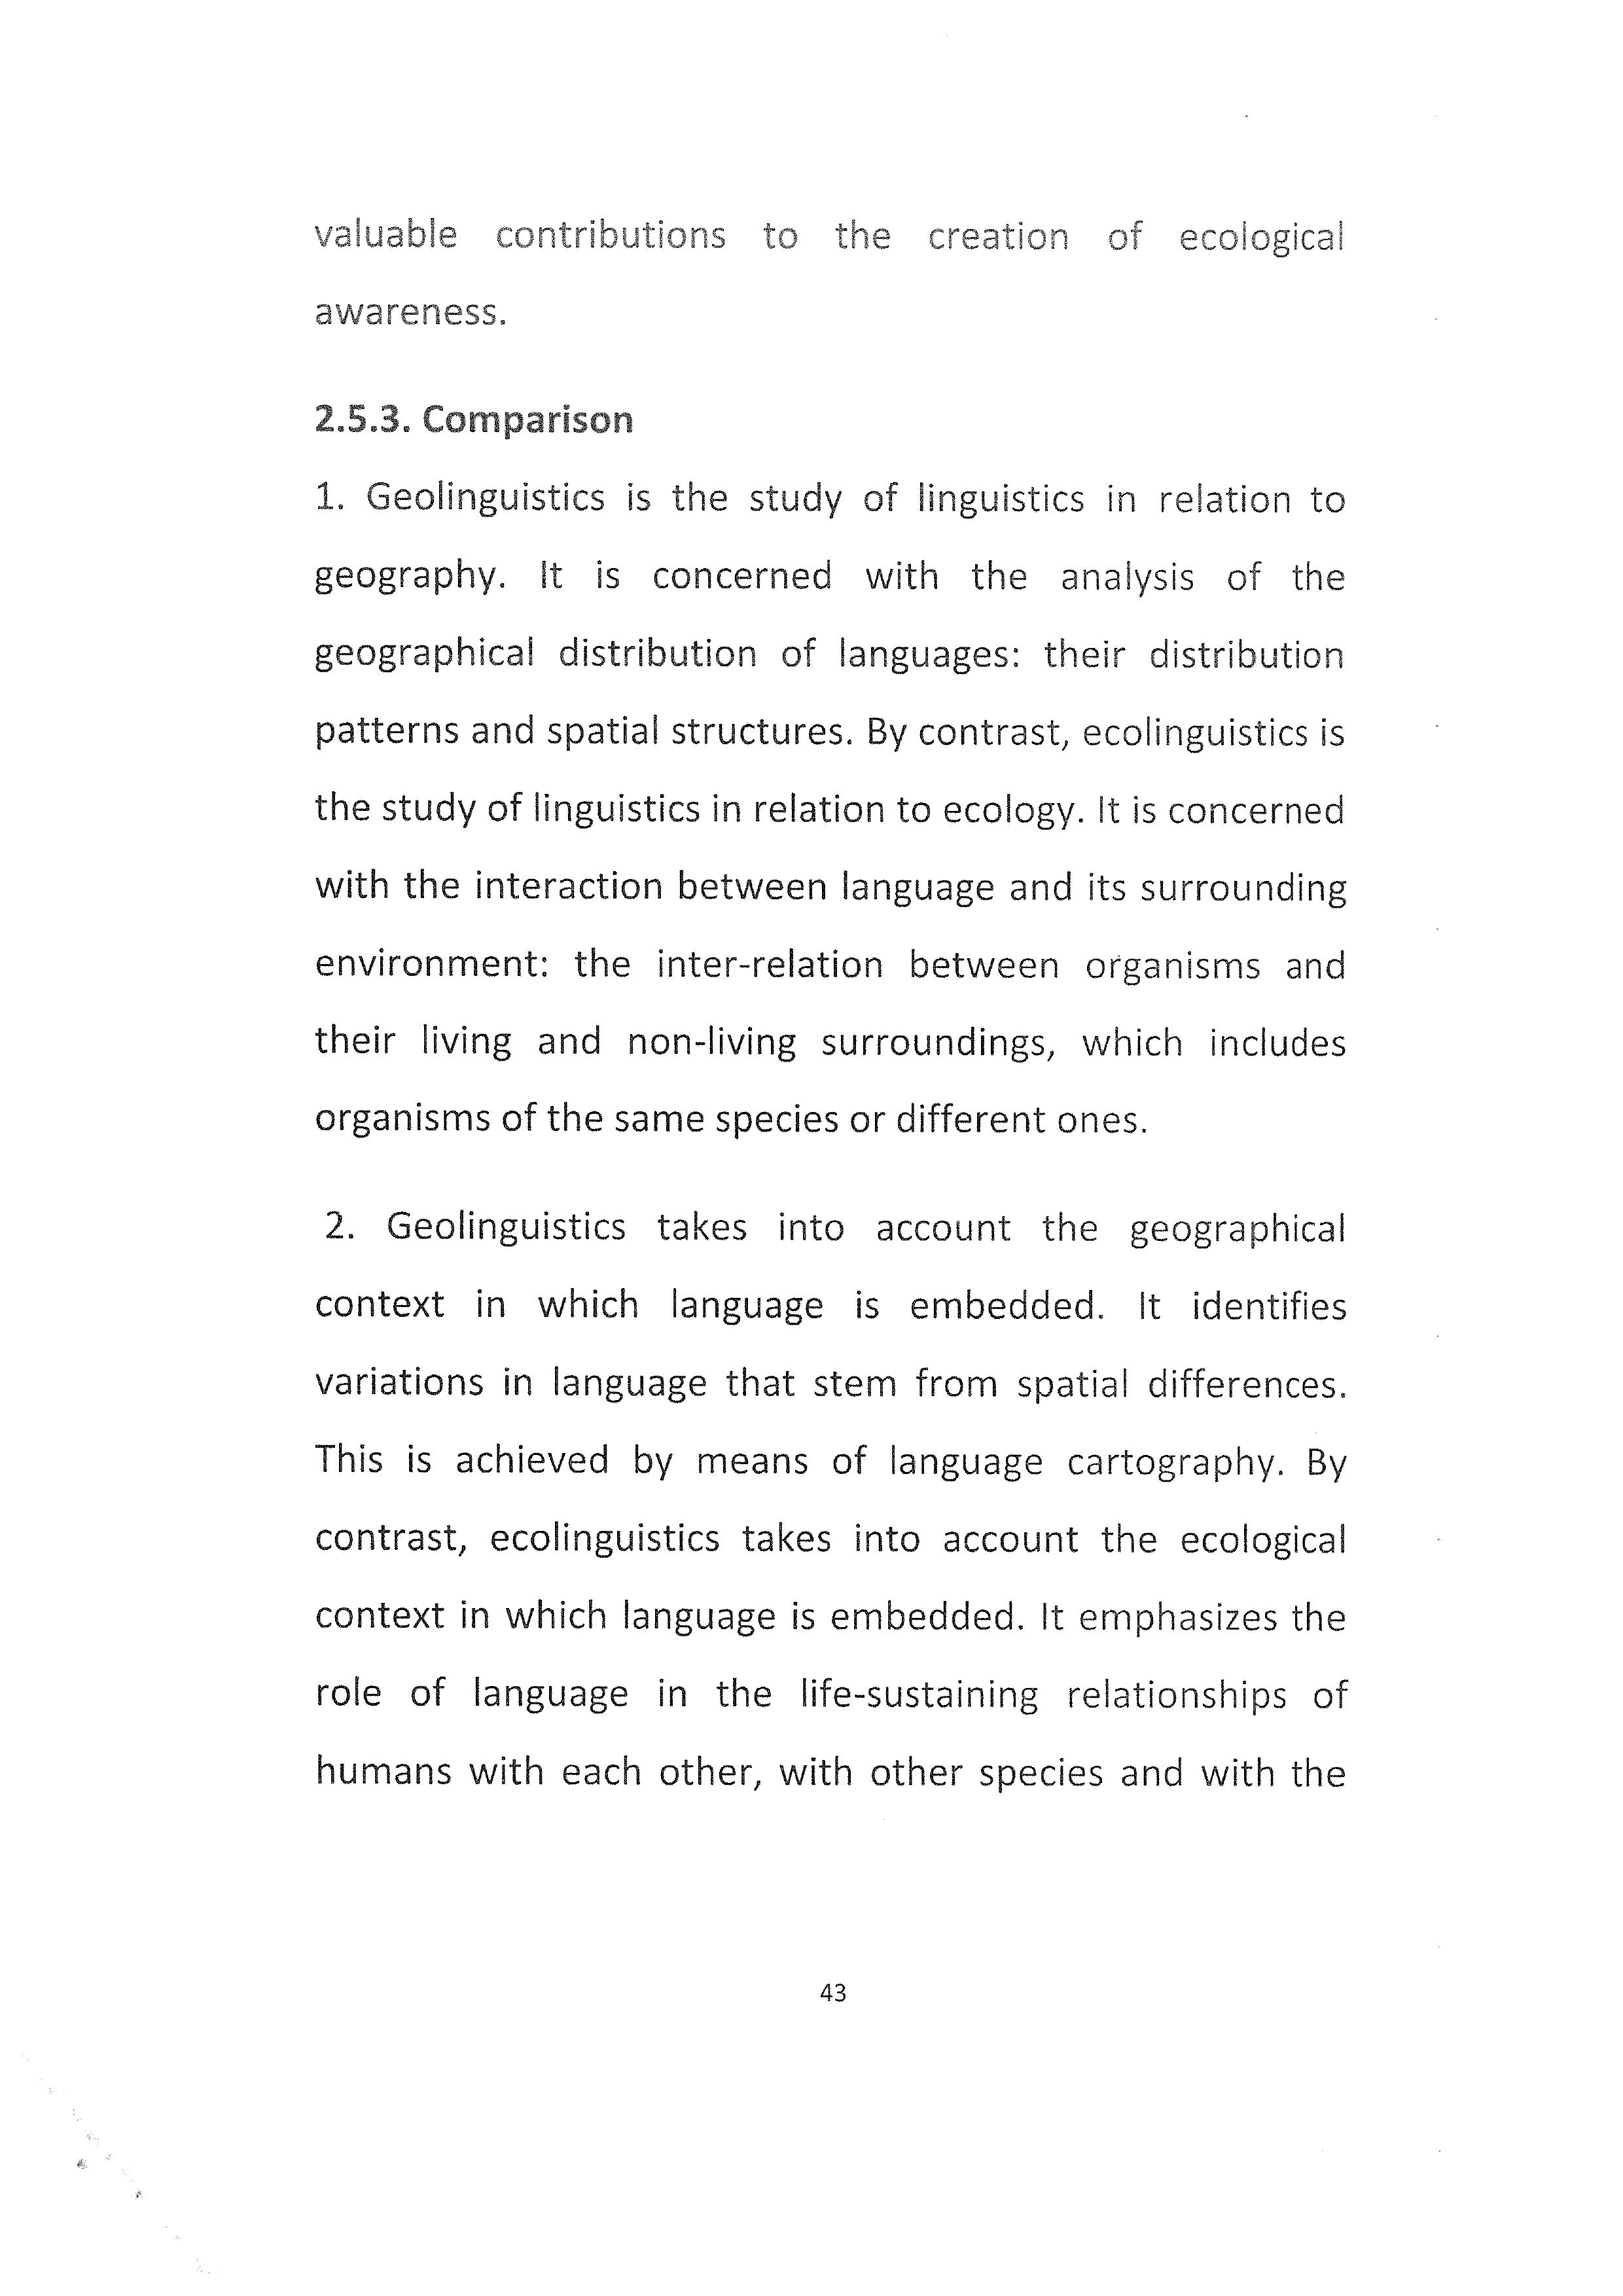 valuable contributions to the creation of ecological
awareness.
2.5.3. Comparison
1. Geolinguistics is the study of linguistics in relation to
geography. It is concerned with the analysis of the
geographical distribution of languages: their distribution
patterns and spatial structures. By contrast, ecolinguistics is
the study of linguistics in relation to ecology. It is concerned
with the interaction between language and its surrounding
environment: the inter-relation between organisms and
their living and non-living surroundings, which includes
organisms of the same species or different ones.
2. Geolinguistics takes into account the geographical
context in which language is embedded. It identifies
variations in language that stem from spatial differences.
This is achieved by means of language cartography. By
contrast, ecolinguistics takes into account the ecological
context in which language is embedded. It emphasizes the
role of language in the life-sustaining relationships of
humans with each other, with other species and with the
43